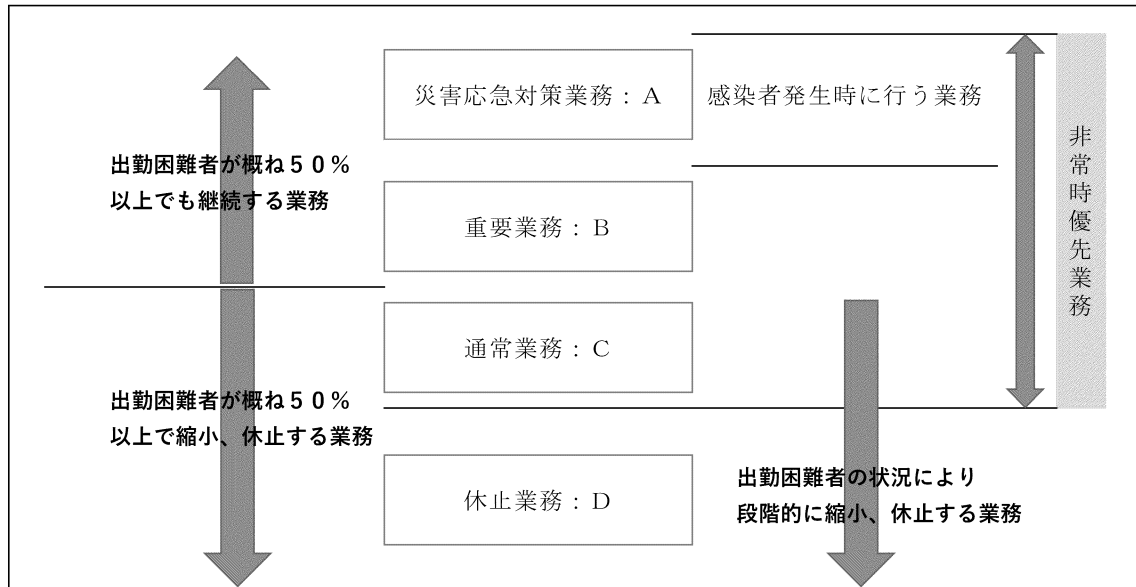 災害応急対策業務：A
感染者発生時に行う業務
出勤困難者が概ね５０％
以上でも継続する業務
重要業務：B
非常時優先業務
通常業務：C
出勤困難者が概ね５０％
以上で縮小、休止する業務
休止業務：D
出勤困難者の状況により
段階的に縮小、休止する業務